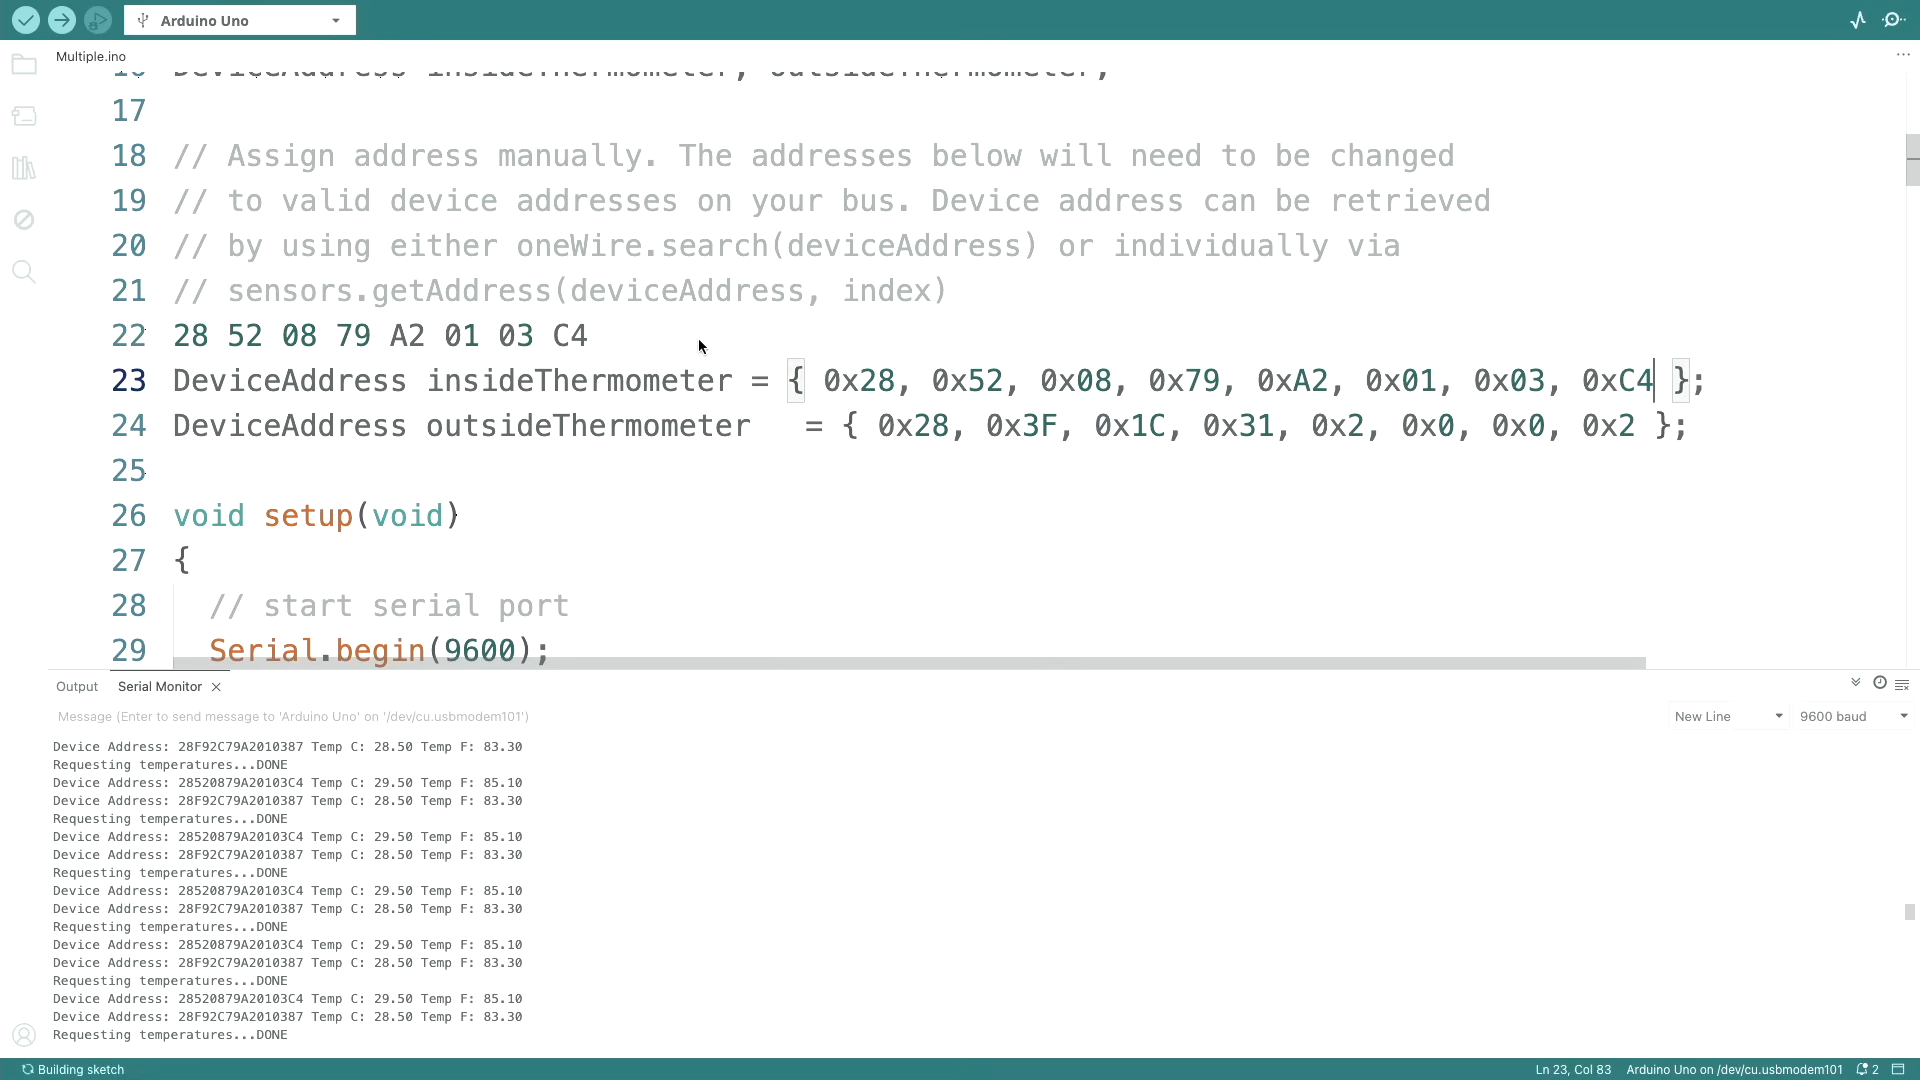 Arduino Uno
Multiple.ino
16 DeviceAddress insideThermometer, outsideThermometer;
17
18 // Assign address manually. The addresses below will need to be changed
19 // to valid device addresses on your bus. Device address can be retrieved
20 // by using either oneWire.search(deviceAddress) or individually via
21 // sensors.getAddress(deviceAddress, index)
22 28 52 08 79 A2 01 03 C4
23 DeviceAddress insideThermometer = { 0x28, 0x52, 0x08, 0x79, 0xA2, 0x01, 0x03, 0xC4 };
24 DeviceAddress outsideThermometer   = { 0x28, 0x3F, 0x1C, 0x31, 0x2, 0x0, 0x0, 0x2 };
25
26 void setup(void)
27 {
28 // start serial port
29 Serial.begin(9600);
Output Serial Monitor
Message (Enter to send message to 'Arduino Uno' on '/dev/cu.usbmodem101') New Line 9600 baud
Device Address: 28F92C79A2010387 Temp C: 28.50 Temp F: 83.30
Requesting temperatures...DONE
Device Address: 28520879A20103C4 Temp C: 29.50 Temp F: 85.10
Device Address: 28F92C79A2010387 Temp C: 28.50 Temp F: 83.30
Requesting temperatures...DONE
Device Address: 28520879A20103C4 Temp C: 29.50 Temp F: 85.10
Device Address: 28F92C79A2010387 Temp C: 28.50 Temp F: 83.30
Requesting temperatures...DONE
Device Address: 28520879A20103C4 Temp C: 29.50 Temp F: 85.10
Device Address: 28F92C79A2010387 Temp C: 28.50 Temp F: 83.30
Requesting temperatures...DONE
Device Address: 28520879A20103C4 Temp C: 29.50 Temp F: 85.10
Device Address: 28F92C79A2010387 Temp C: 28.50 Temp F: 83.30
Requesting temperatures...DONE
Device Address: 28520879A20103C4 Temp C: 29.50 Temp F: 85.10
Device Address: 28F92C79A2010387 Temp C: 28.50 Temp F: 83.30
Requesting temperatures...DONE
Building sketch Ln 23, Col 83 Arduino Uno on /dev/cu.usbmodem101 2